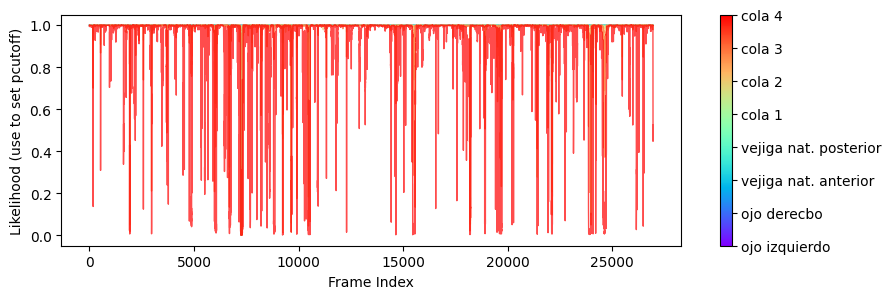 Likelihood (use to set pcutoff)
1.0
0.8
0.6
0.4
0.2
0.0
0
5000
10000
15000
20000
25000
Frame Index
cola 4
cola 3
cola 2
cola 1
vejiga nat. posterior
vejiga nat. anterior
ojo derecbo
ojo izquierdo